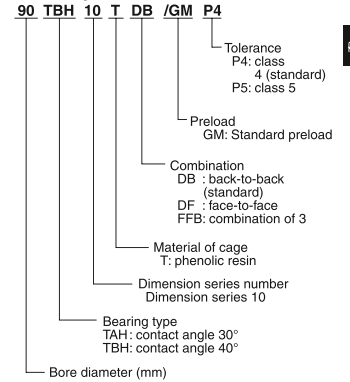 90 TBH 10 T DB /GM P4
Tolerance
P4: class
4 (standard)
P5: class 5
Preload
GM: Standard preload
Combination
DB : back-to-back
(standard)
DF : face-to-face
FFB: combination of 3
Material of cage
T: phenolic resin
Dimension series number
Dimension series 10
Bearing type
TAH: contact angle 30°
TBH: contact angle 40°
Bore diameter (mm)